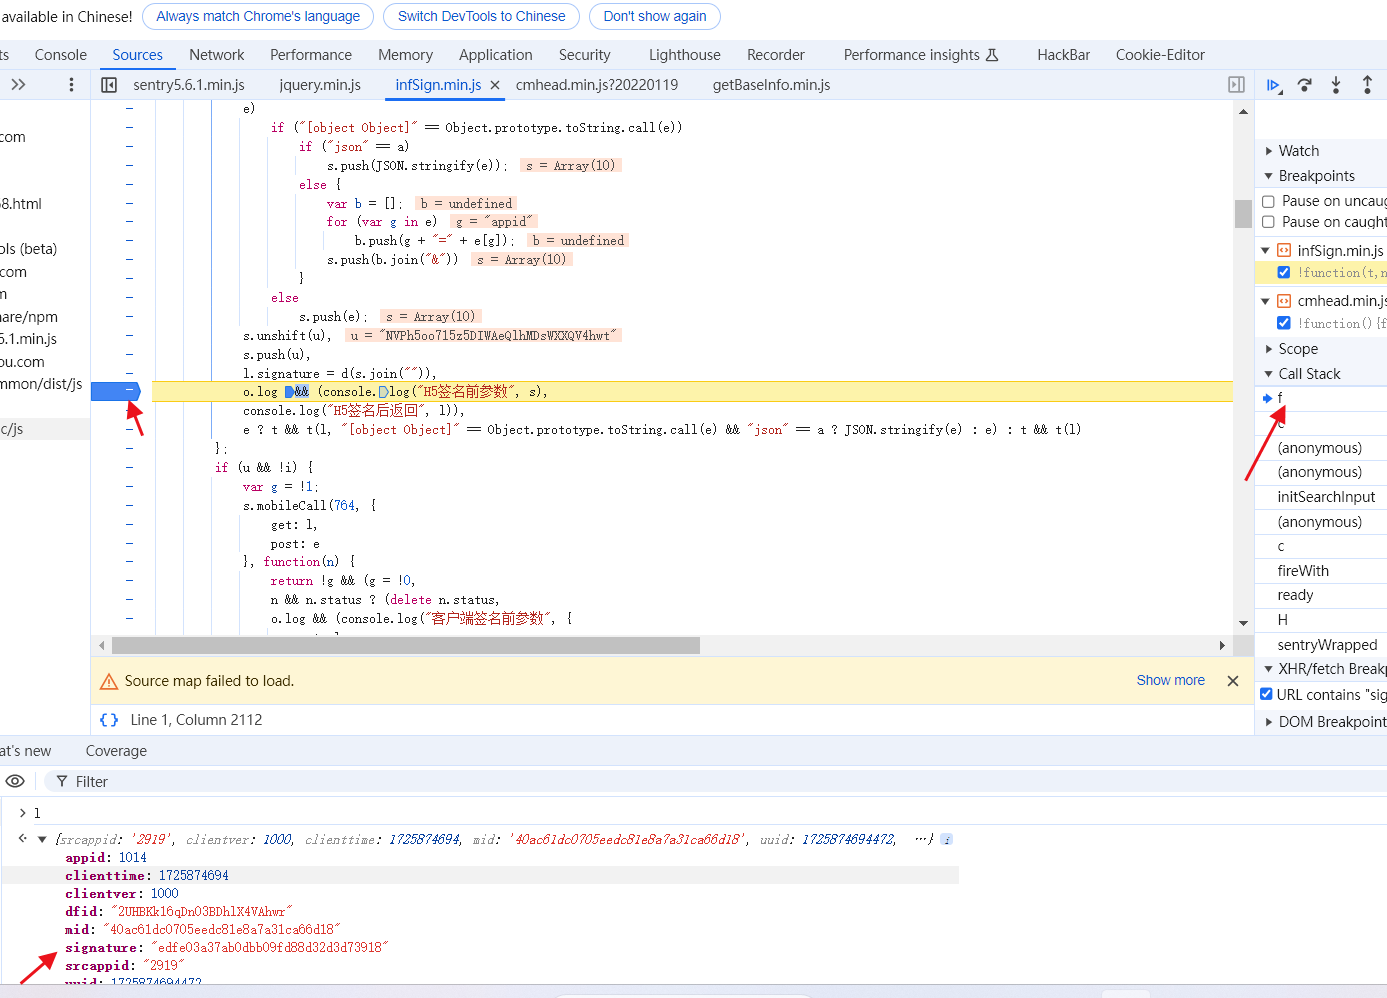 available in Chinese! Always match Chrome's language Switch DevTools to Chinese Don't show again
ts Console Sources Network Performance Memory Application Security Lighthouse Recorder Performance insights HackBar Cookie-Editor
sentry5.6.1.min.js jquery.min.js infSign.min.js × cmhead.min.js?20220119 getBaseInfo.min.js
e)
if ("[object Object]" == Object.prototype.toString.call(e))
if ("json" == a)
s.push(JSON.stringify(e)); s = Array(10)
else {
var b = []; b = undefined
for (var g in e) g = "appid"
b.push(g + "=" + e[g]); b = undefined
s.push(b.join("&")) s = Array(10)
}
else
s.push(e); s = Array(10)
s.unshift(u), u = "NVPh5oo715z5DIWAeQlhMDsWXXQV4hwt"
s.push(u),
l.signature = d(s.join("")),
o.log && (console.log("H5签名前参数", s),
console.log("H5签名后返回", l)),
e ? t && t(l, "[object Object]" == Object.prototype.toString.call(e) && "json" == a ? JSON.stringify(e) : e) : t && t(l)
};
if (u && !i) {
var g = !1;
s.mobileCall(764, {
get: l,
post: e
}, function(n) {
return !g && (g = !0,
n && n.status ? (delete n.status,
o.log && (console.log("客户端签名前参数", {
com
58.html
ols (beta)
.com
m
hare/npm
6.1.min.js
ou.com
mmon/dist/js
c/js
Watch
Breakpoints
Pause on uncaug
Pause on caught
infSign.min.js
!function(t,n
cmhead.min.js
!function(){f
Scope
Call Stack
f
c
(anonymous)
(anonymous)
initSearchInput
(anonymous)
c
fireWith
ready
H
sentryWrapped
XHR/fetch Breakp
URL contains "sig
DOM Breakpoint
Source map failed to load. Show more
{} Line 1, Column 2112
at's new Coverage
Filter
> l
{srcappid: '2919', clientver: 1000, clienttime: 1725874694, mid: '40ac61dc0705eedc81e8a7a31ca66d18', uuid: 1725874694472, …} i
appid: 1014
clienttime: 1725874694
clientver: 1000
dfid: "2UHBKk16qDnO3BDhlX4VAhwr"
mid: "40ac61dc0705eedc81e8a7a31ca66d18"
signature: "edfe03a37ab0dbb09fd88d32d3d73918"
srcappid: "2919"
uuid: 1725874694472